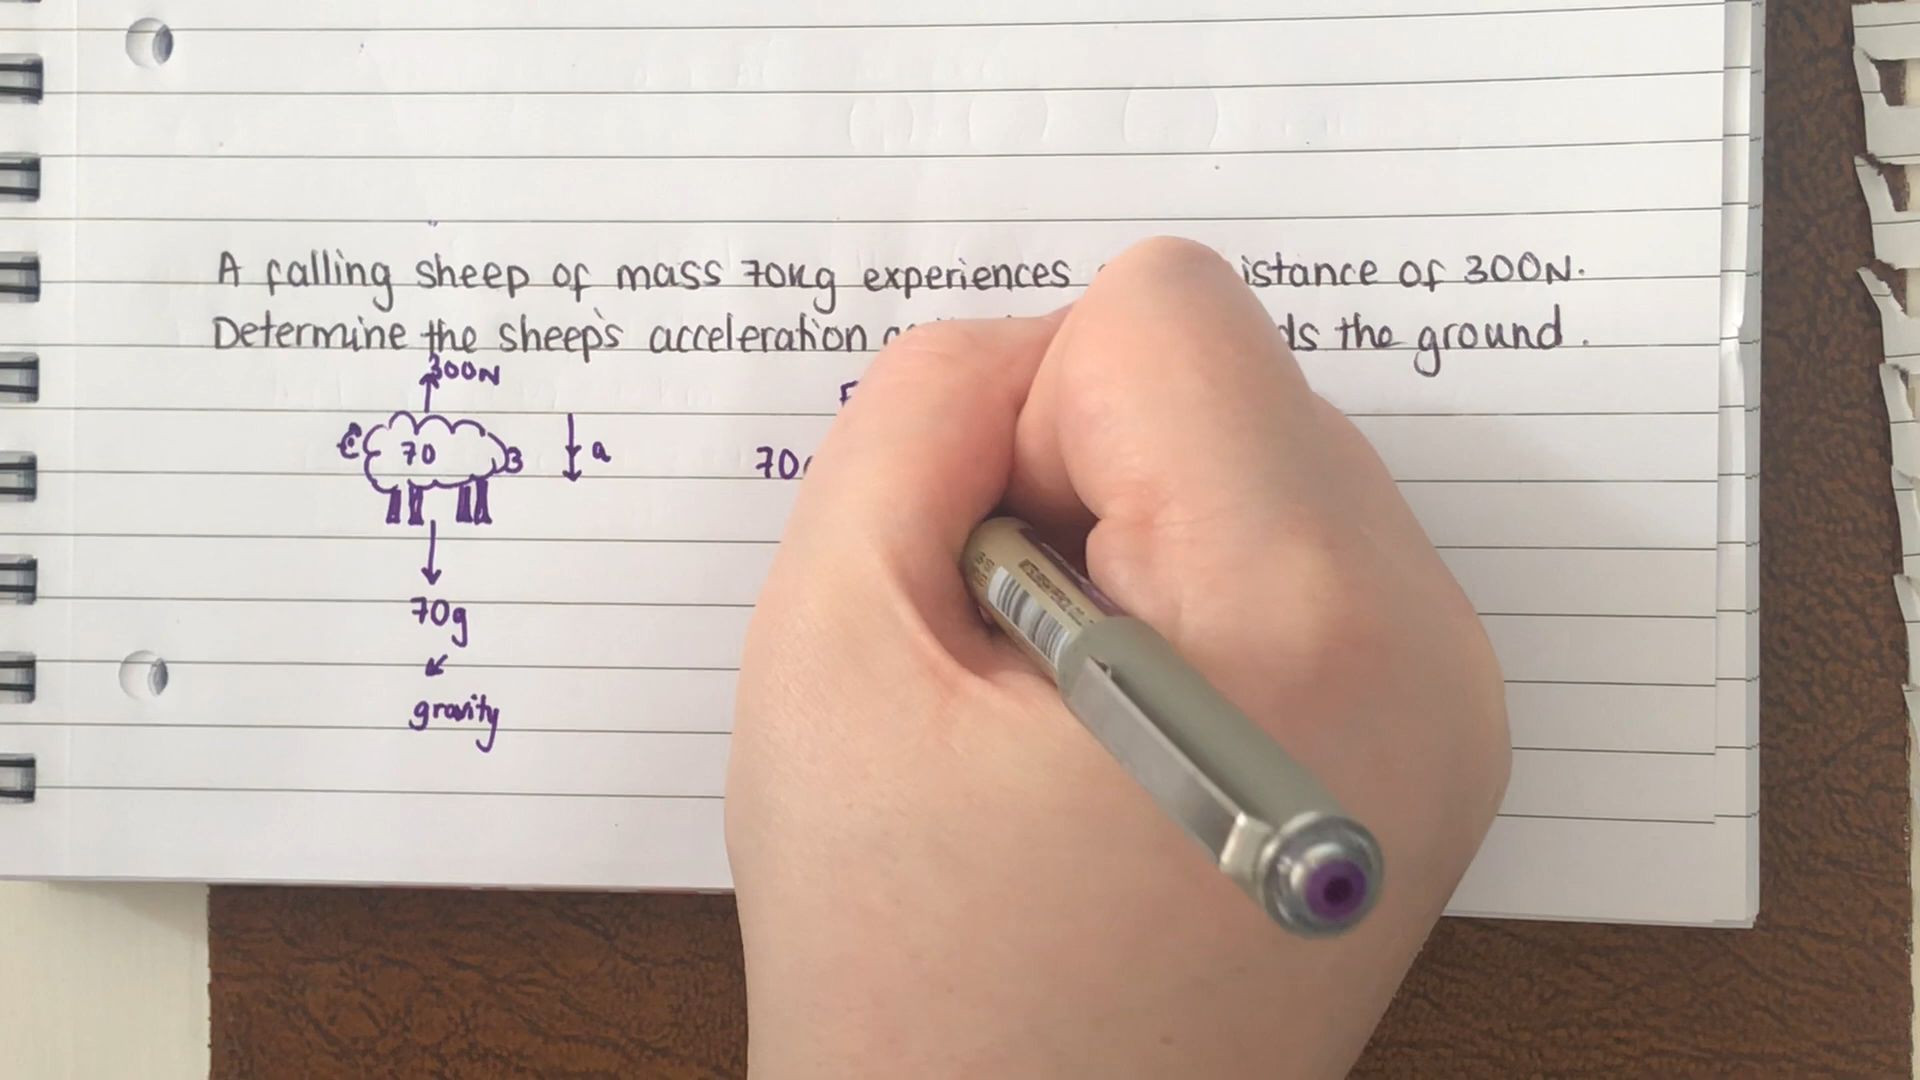 A falling sheep of mass 70kg experiences istance of 300N.
Determine the sheep's acceleration ds the ground.
300N
70
a
70g
gravity
F
70